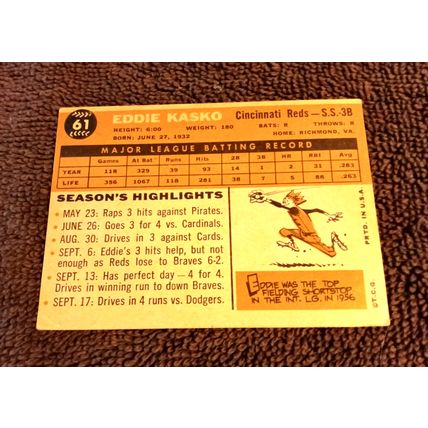 61
EDDIE KASKO Cincinnati Reds — S.S.-3B
HEIGHT: 6:00 WEIGHT: 180 BATS: R THROWS: R
BORN: JUNE 27, 1932 HOME: RICHMOND, VA.
MAJOR LEAGUE BATTING RECORD
Games At Bat Runs Hits 2B 3B HR RBI Avg.
YEAR 118 329 39 93 14 1 2 31 .283
LIFE 356 1067 118 281 38 7 5 88 .263
SEASON'S HIGHLIGHTS
MAY 23: Raps 3 hits against Pirates.
JUNE 26: Goes 3 for 4 vs. Cardinals.
AUG. 30: Drives in 3 against Cards.
SEPT. 6: Eddie's 3 hits help, but
not enough as Reds lose to Braves 6-2.
SEPT. 13: Has perfect day — 4 for 4.
Drives in winning run to down Braves.
SEPT. 17: Drives in 4 runs vs. Dodgers.
EDDIE WAS THE TOP
FIELDING SHORTSTOP
IN THE INT. LG. IN 1956
©T.C.G. PRTD. IN U.S.A.